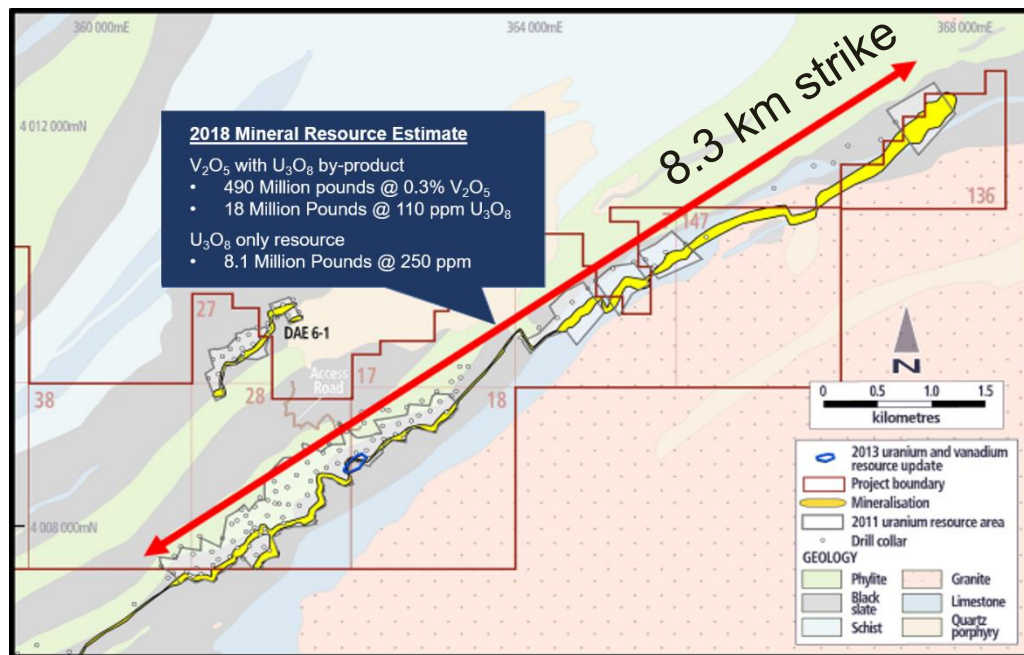 360 000mE
364 000mE
368 000mE
8.3 km strike
4 012 000mN
2018 Mineral Resource Estimate
V₂O₅ with U₃O₈ by-product
• 490 Million pounds @ 0.3% V₂O₅
• 18 Million Pounds @ 110 ppm U₃O₈
U₃O₈ only resource
• 8.1 Million Pounds @ 250 ppm
136
147
27
DAE 6-1
Access
Road
17
28
38
18
N
0 0.5 1.0 1.5
kilometres
4 008 000mN
2013 uranium and vanadium
resource update
Project boundary
Mineralisation
2011 uranium resource area
Drill collar
GEOLOGY
Phylite
Granite
Black
slate
Limestone
Schist
Quartz
porphyry